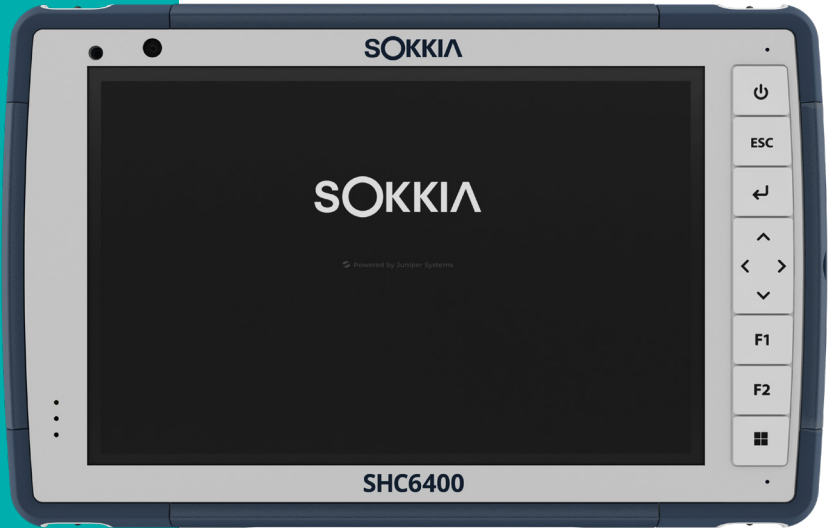 SOKKIA
ESC
SOKKIA
Powered by Juniper Systems
F1
F2
SHC6400